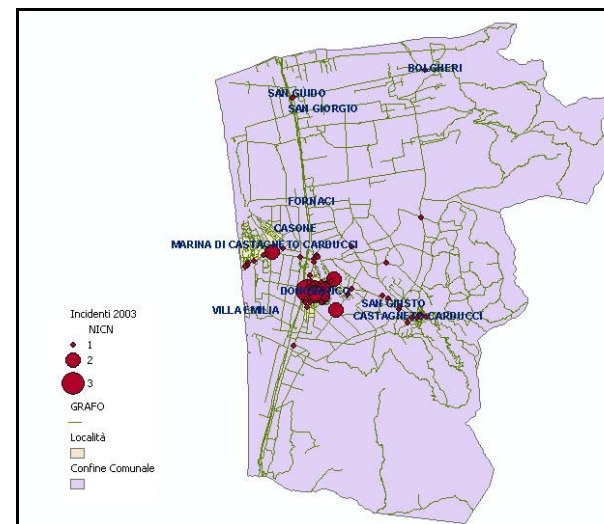 BOLGHERI
SAN GUIDO
SAN GIORGIO
FORNACI
CASONE
MARINA DI CASTAGNETO CARDUCCI
DONORATICO
SAN GIUSTO
VILLA EMILIA
CASTAGNETO CARDUCCI
Incidenti 2003
NICN
1
2
3
GRAFO
Località
Confine Comunale